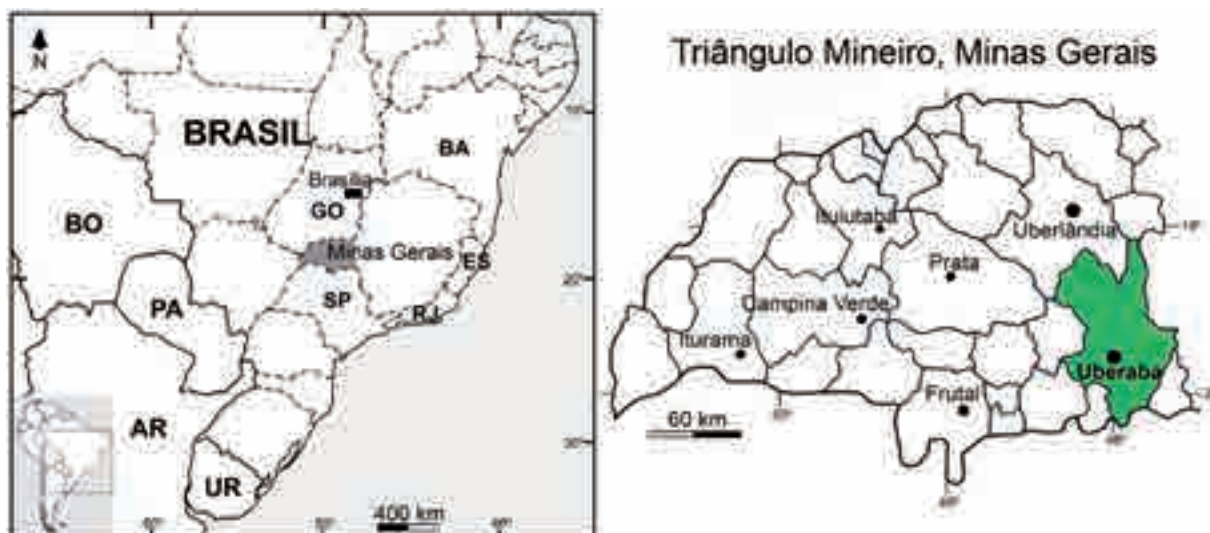 N
BRASIL
BA
Brasília
GO
BO
Minas Gerais
ES
SP
PA
RJ
AR
UR
400 km
Triângulo Mineiro, Minas Gerais
Ituiutaba
Uberlândia
Prata
Campina Verde
Iturama
Uberaba
Frutal
60 km